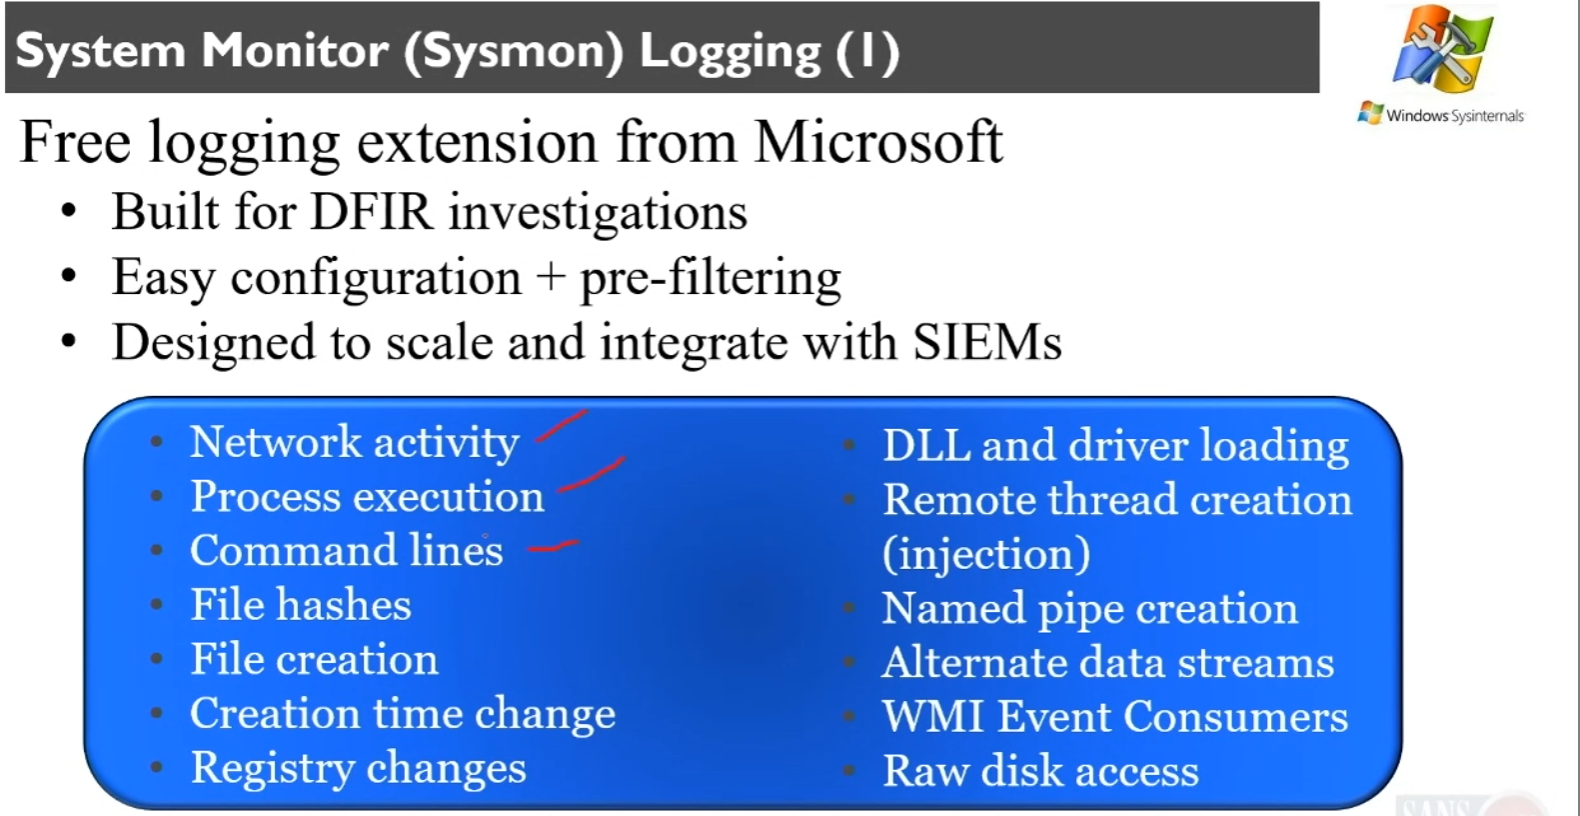 System Monitor (Sysmon) Logging (1)
Windows Sysinternals
Free logging extension from Microsoft
• Built for DFIR investigations
• Easy configuration + pre-filtering
• Designed to scale and integrate with SIEMs
• Network activity
• Process execution
• Command lines
• File hashes
• File creation
• Creation time change
• Registry changes
• DLL and driver loading
• Remote thread creation
(injection)
• Named pipe creation
• Alternate data streams
• WMI Event Consumers
• Raw disk access
SANS